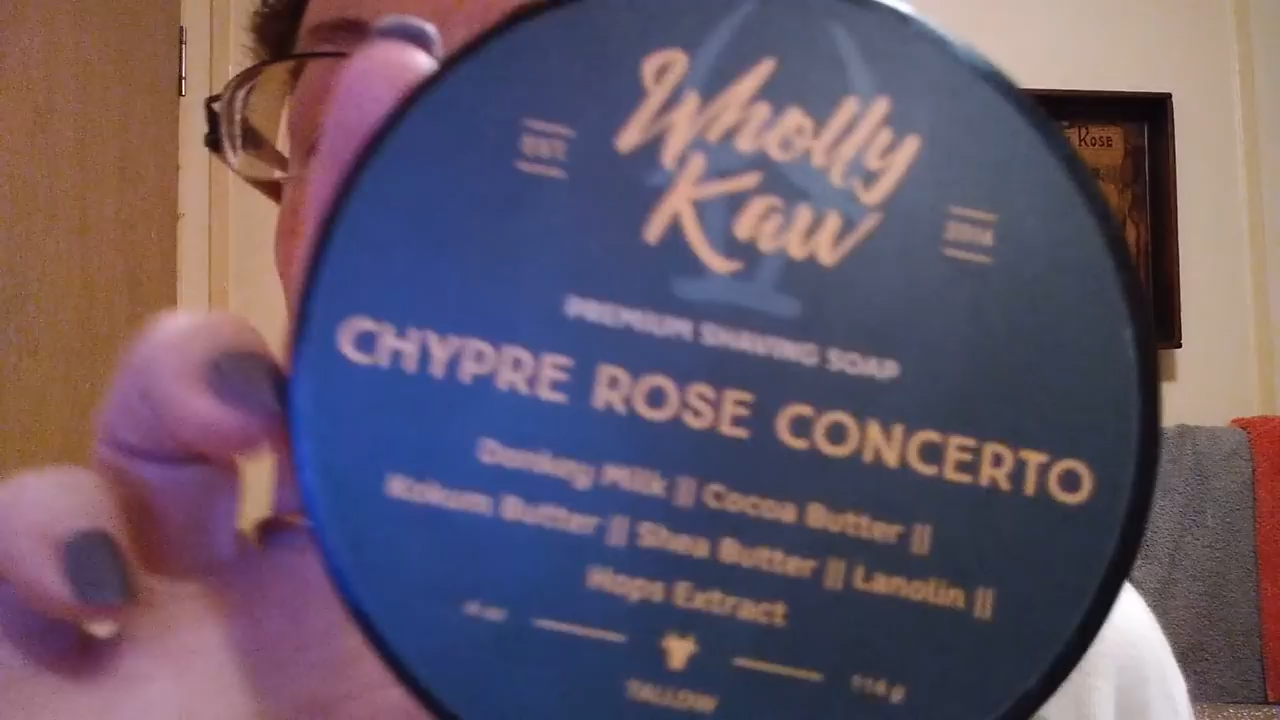 Wholly
Kaw
EST.
PREMIUM SHAVING SOAP
CHYPRE ROSE CONCERTO
Donkey Milk || Cocoa Butter ||
Kokum Butter || Shea Butter || Lanolin ||
Hops Extract
114 g
TALLOW
Rose